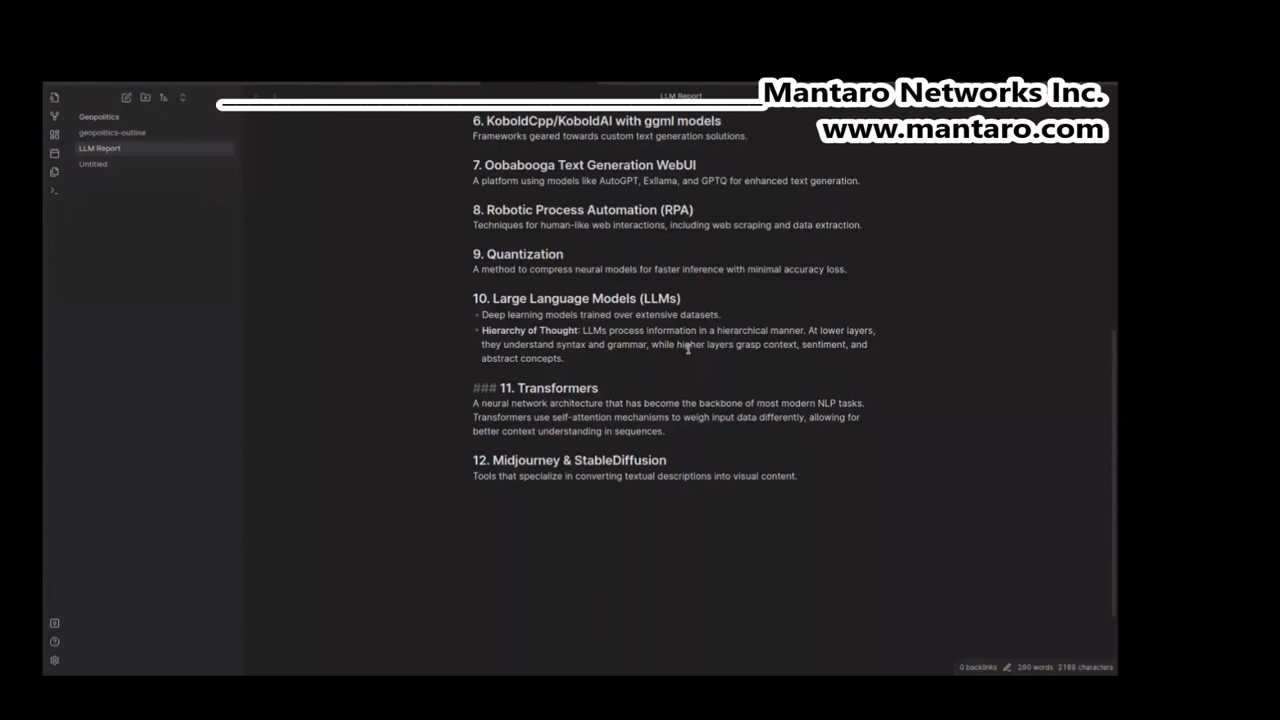 Mantaro Networks Inc.
www.mantaro.com
LLM Report
Geopolitics
geopolitics-outline
LLM Report
Untitled
6. KoboldCpp/KoboldAI with ggml models
Frameworks geared towards custom text generation solutions.
7. Oobabooga Text Generation WebUI
A platform using models like AutoGPT, Exllama, and GPTQ for enhanced text generation.
8. Robotic Process Automation (RPA)
Techniques for human-like web interactions, including web scraping and data extraction.
9. Quantization
A method to compress neural models for faster inference with minimal accuracy loss.
10. Large Language Models (LLMs)
Deep learning models trained over extensive datasets.
Hierarchy of Thought: LLMs process information in a hierarchical manner. At lower layers,
they understand syntax and grammar, while higher layers grasp context, sentiment, and
abstract concepts.
### 11. Transformers
A neural network architecture that has become the backbone of most modern NLP tasks.
Transformers use self-attention mechanisms to weigh input data differently, allowing for
better context understanding in sequences.
12. Midjourney & StableDiffusion
Tools that specialize in converting textual descriptions into visual content.
0 backlinks 290 words 2188 characters